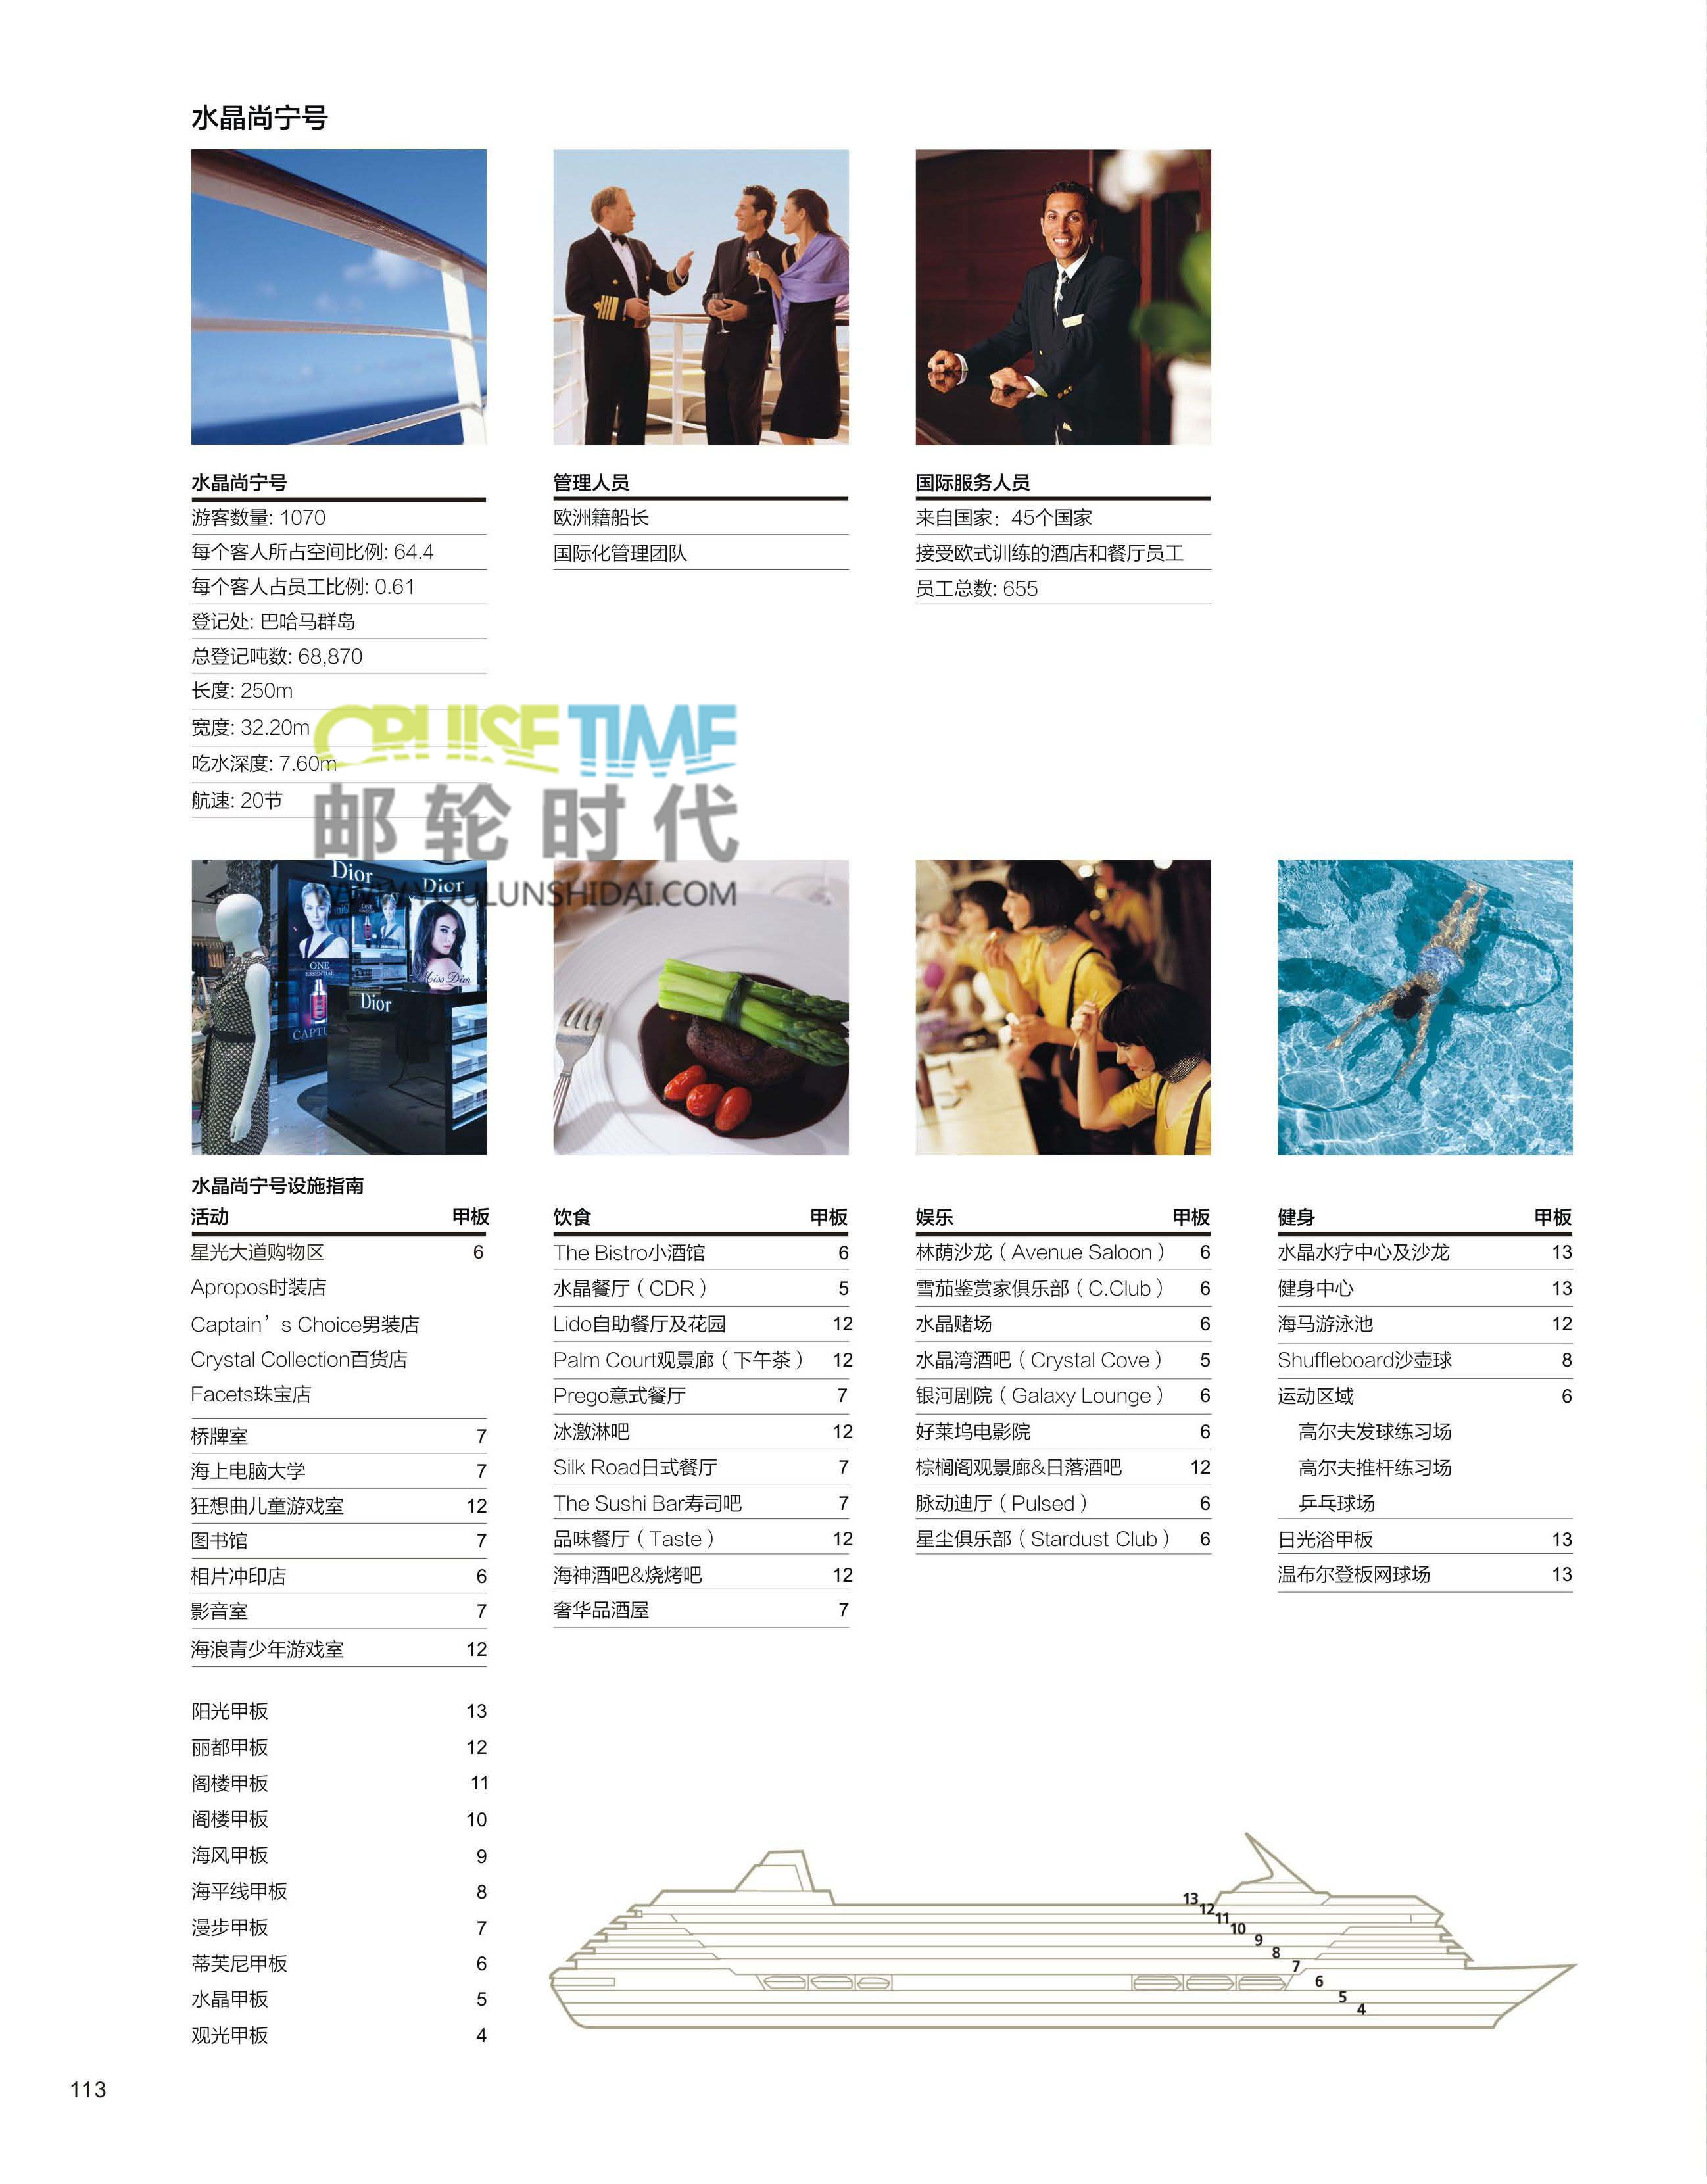 水晶尚宁号
水晶尚宁号
游客数量: 1070
每个客人所占空间比例: 64.4
每个客人占员工比例: 0.61
登记处: 巴哈马群岛
总登记吨数: 68,870
长度: 250m
宽度: 32.20m
吃水深度: 7.60m
航速: 20节
管理人员
欧洲籍船长
国际化管理团队
国际服务人员
来自国家：45个国家
接受欧式训练的酒店和餐厅员工
员工总数: 655
CRUISE TIME
邮轮时代
WWW.YOULUNSHIDAI.COM
Dior
Dior
ONE
ESSENTIAL
Miss Dior
Dior
水晶尚宁号设施指南
活动 甲板
星光大道购物区 6
Apropos时装店
Captain’s Choice男装店
Crystal Collection百货店
Facets珠宝店
桥牌室 7
海上电脑大学 7
狂想曲儿童游戏室 12
图书馆 7
相片冲印店 6
影音室 7
海浪青少年游戏室 12
饮食 甲板
The Bistro小酒馆 6
水晶餐厅（CDR） 5
Lido自助餐厅及花园 12
Palm Court观景廊（下午茶） 12
Prego意式餐厅 7
冰激淋吧 12
Silk Road日式餐厅 7
The Sushi Bar寿司吧 7
品味餐厅（Taste） 12
海神酒吧&烧烤吧 12
奢华品酒屋 7
娱乐 甲板
林荫沙龙（Avenue Saloon） 6
雪茄鉴赏家俱乐部（C.Club） 6
水晶赌场 6
水晶湾酒吧（Crystal Cove） 5
银河剧院（Galaxy Lounge） 6
好莱坞电影院 6
棕榈阁观景廊&日落酒吧 12
脉动迪厅（Pulsed） 6
星尘俱乐部（Stardust Club） 6
健身 甲板
水晶水疗中心及沙龙 13
健身中心 13
海马游泳池 12
Shuffleboard沙壶球 8
运动区域 6
高尔夫发球练习场
高尔夫推杆练习场
乒乓球场
日光浴甲板 13
温布尔登板网球场 13
阳光甲板 13
丽都甲板 12
阁楼甲板 11
阁楼甲板 10
海风甲板 9
海平线甲板 8
漫步甲板 7
蒂芙尼甲板 6
水晶甲板 5
观光甲板 4
13
12
11
10
9
8
7
6
5
4
113